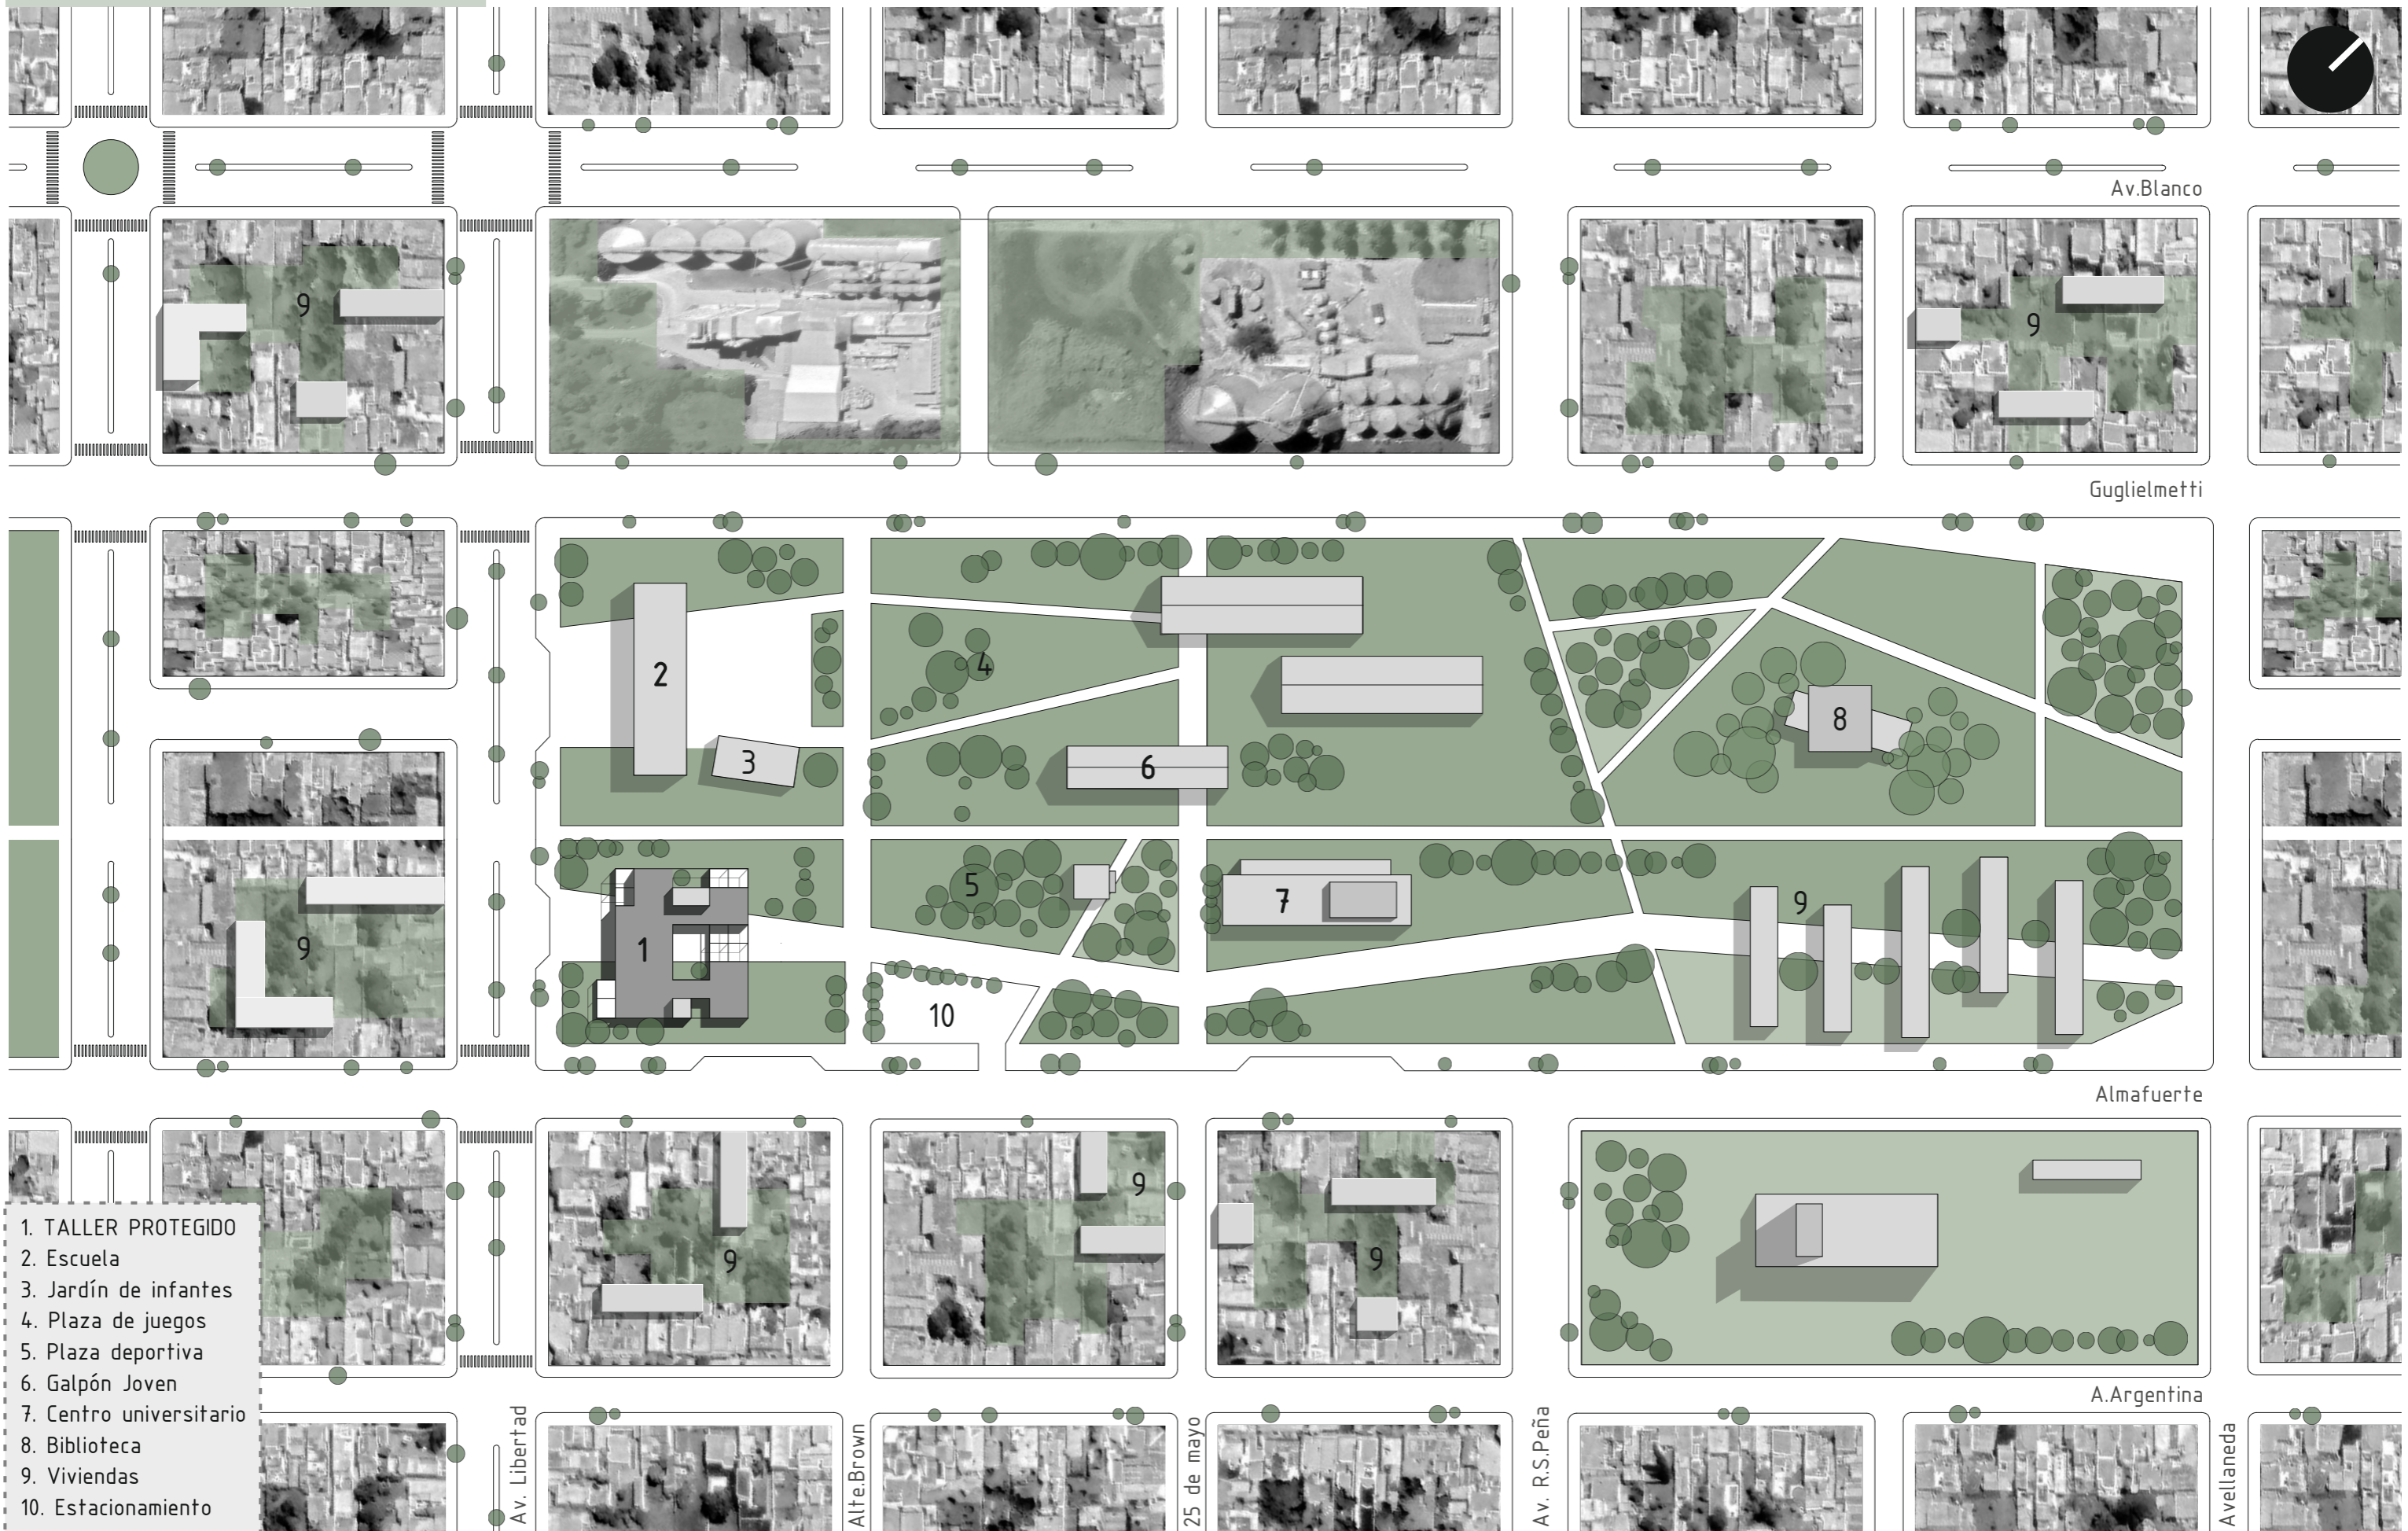 Av.Blanco
9
9
Guglielmetti
2
4
3
6
8
9
1
5
7
9
10
Almafuerte
9
9
9
A.Argentina
1. TALLER PROTEGIDO
2. Escuela
3. Jardín de infantes
4. Plaza de juegos
5. Plaza deportiva
6. Galpón Joven
7. Centro universitario
8. Biblioteca
9. Viviendas
10. Estacionamiento
Av. Libertad
Alte.Brown
25 de mayo
Av. R.S.Peña
Avellaneda